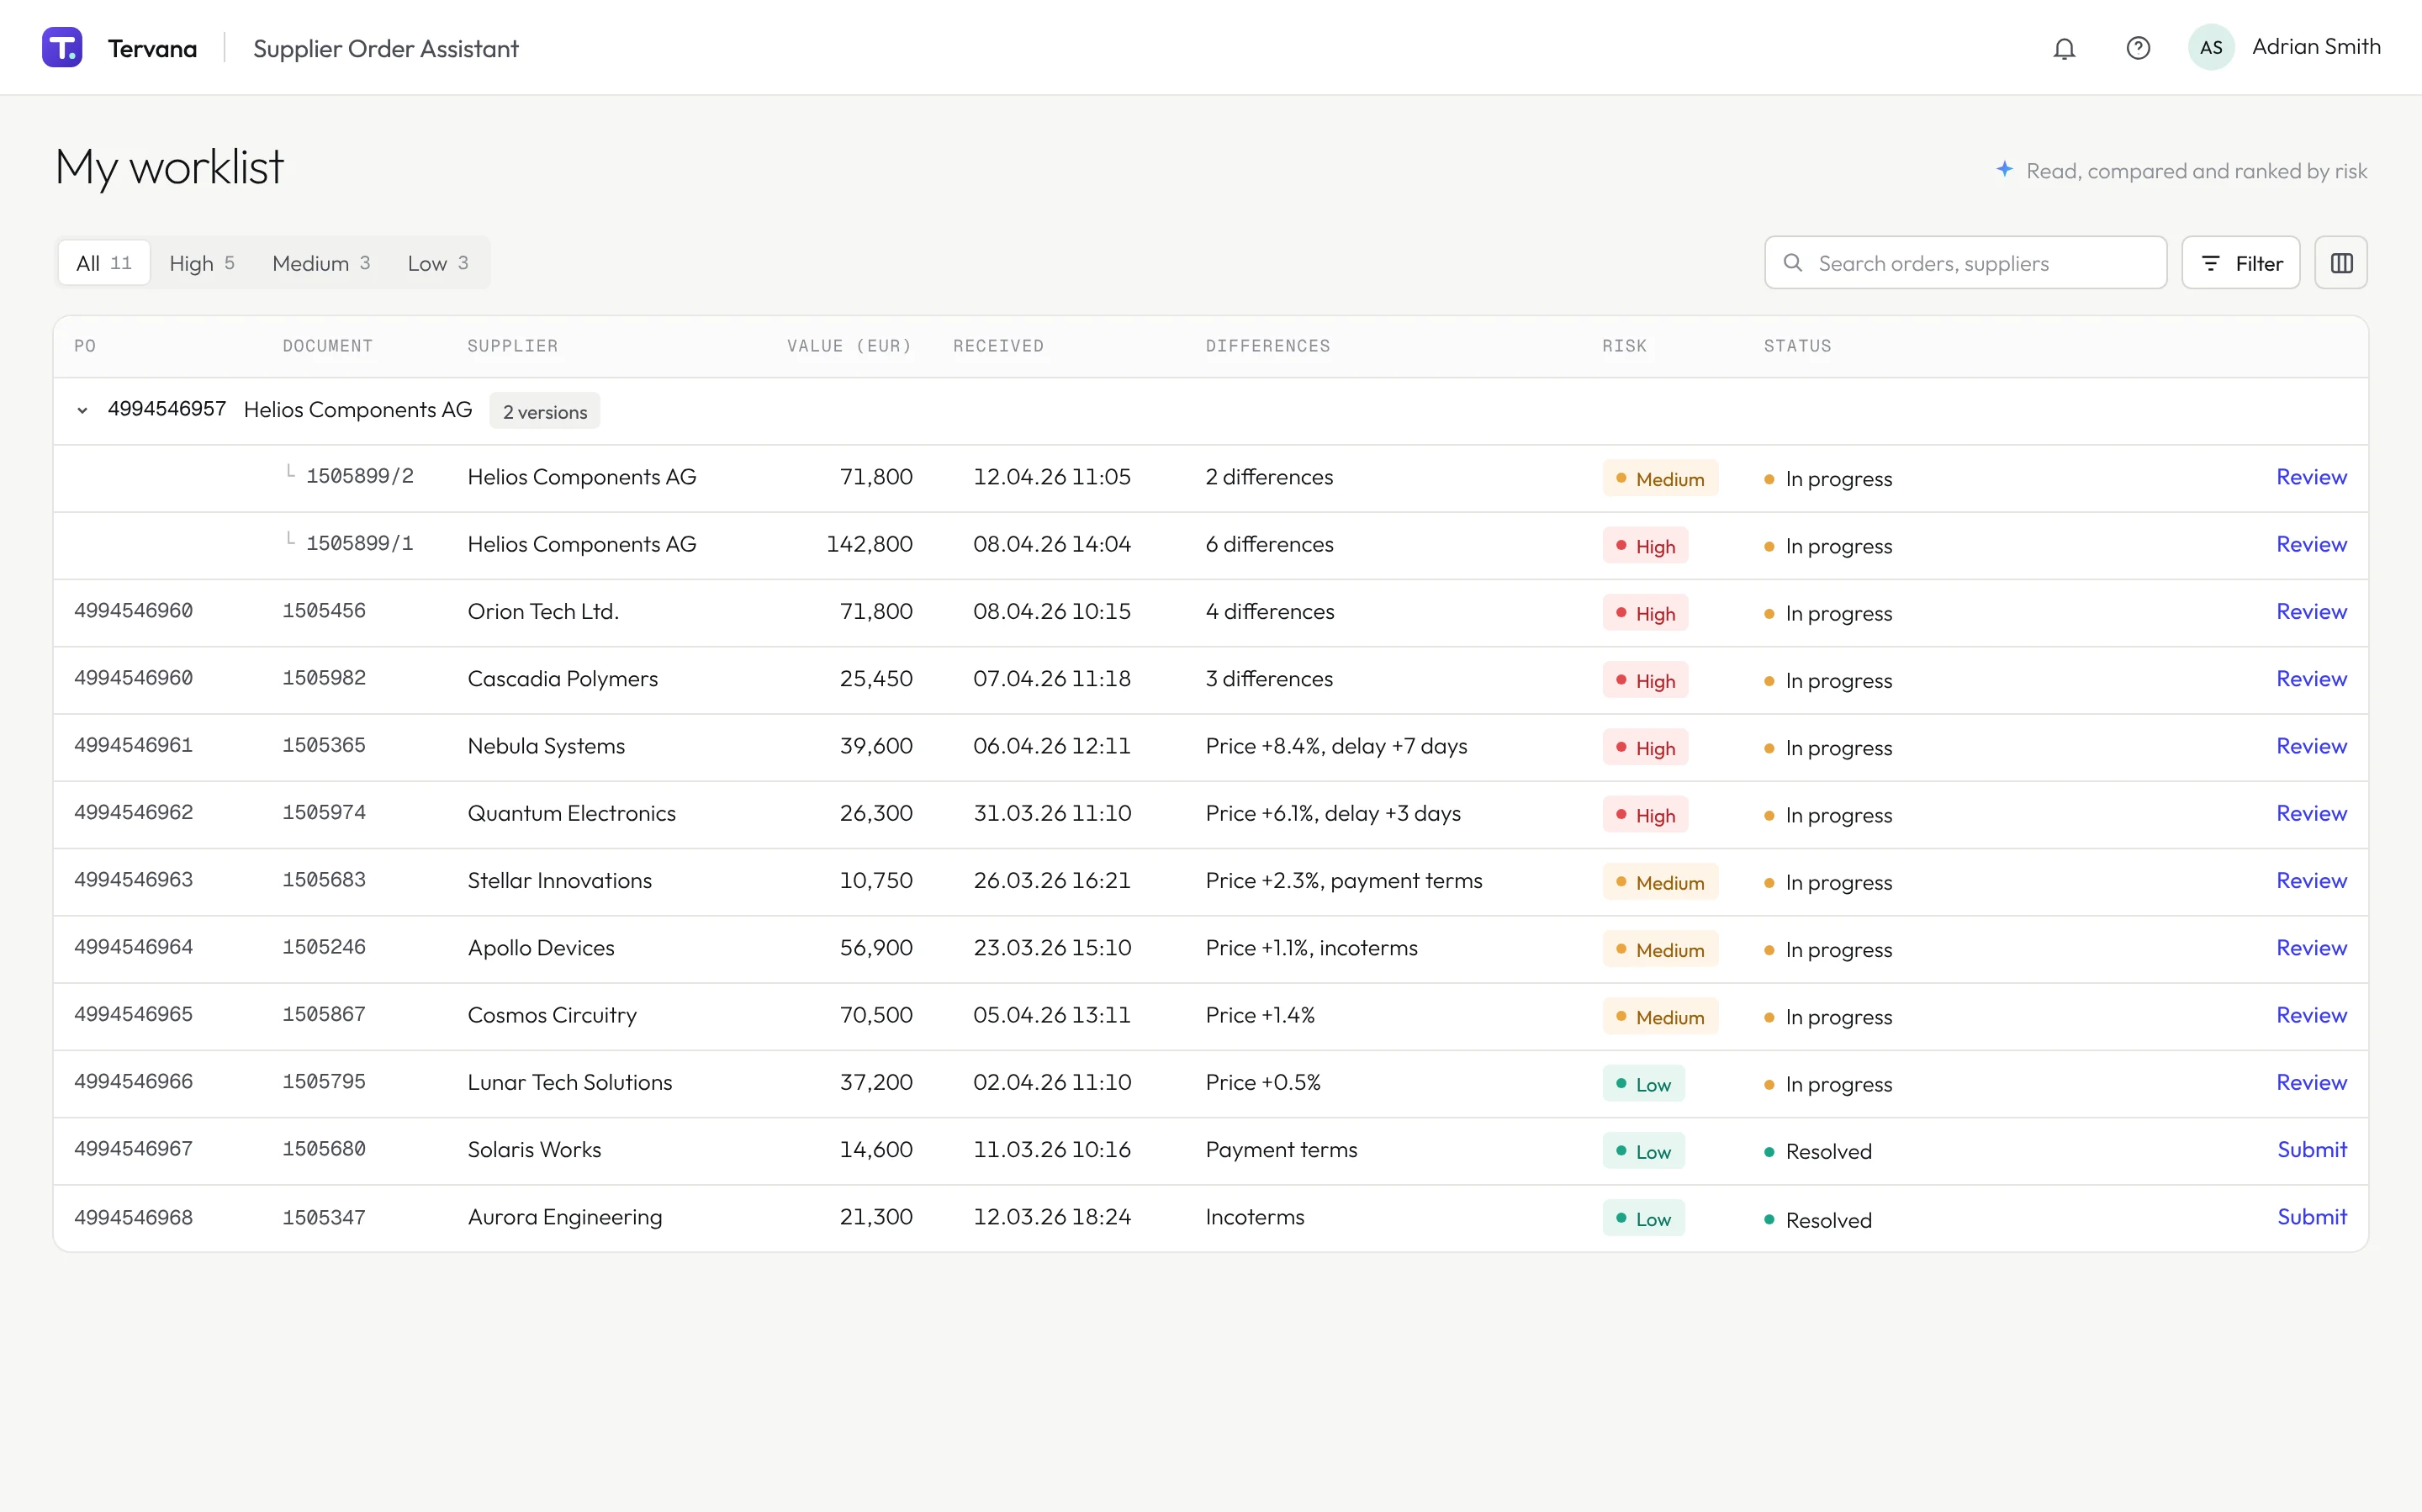 T. Tervana Supplier Order Assistant AS Adrian Smith
My worklist Read, compared and ranked by risk
All 11 High 5 Medium 3 Low 3 Search orders, suppliers Filter
PO DOCUMENT SUPPLIER VALUE (EUR) RECEIVED DIFFERENCES RISK STATUS
4994546957 Helios Components AG 2 versions
1505899/2 Helios Components AG 71,800 12.04.26 11:05 2 differences Medium In progress Review
1505899/1 Helios Components AG 142,800 08.04.26 14:04 6 differences High In progress Review
4994546960 1505456 Orion Tech Ltd. 71,800 08.04.26 10:15 4 differences High In progress Review
4994546960 1505982 Cascadia Polymers 25,450 07.04.26 11:18 3 differences High In progress Review
4994546961 1505365 Nebula Systems 39,600 06.04.26 12:11 Price +8.4%, delay +7 days High In progress Review
4994546962 1505974 Quantum Electronics 26,300 31.03.26 11:10 Price +6.1%, delay +3 days High In progress Review
4994546963 1505683 Stellar Innovations 10,750 26.03.26 16:21 Price +2.3%, payment terms Medium In progress Review
4994546964 1505246 Apollo Devices 56,900 23.03.26 15:10 Price +1.1%, incoterms Medium In progress Review
4994546965 1505867 Cosmos Circuitry 70,500 05.04.26 13:11 Price +1.4% Medium In progress Review
4994546966 1505795 Lunar Tech Solutions 37,200 02.04.26 11:10 Price +0.5% Low In progress Review
4994546967 1505680 Solaris Works 14,600 11.03.26 10:16 Payment terms Low Resolved Submit
4994546968 1505347 Aurora Engineering 21,300 12.03.26 18:24 Incoterms Low Resolved Submit